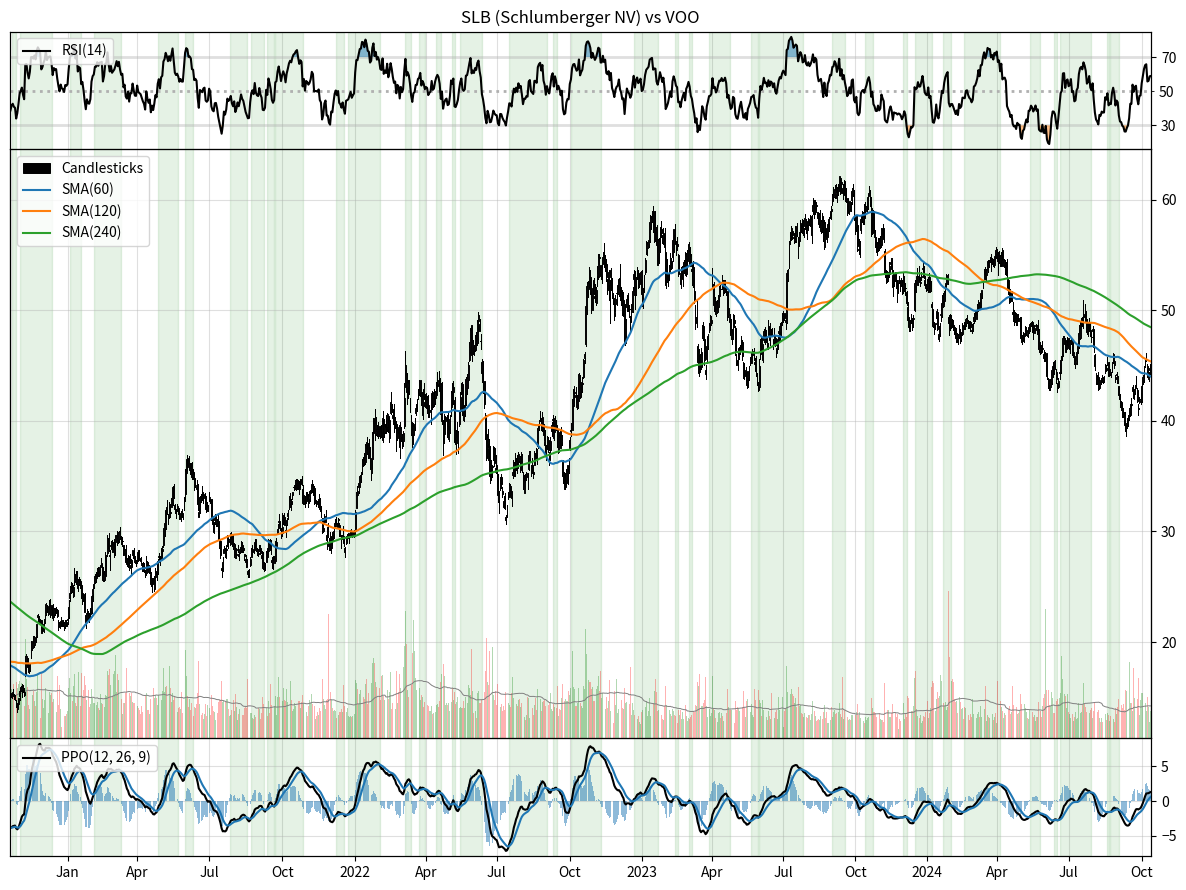 SLB (Schlumberger NV) vs VOO
RSI(14)
70
50
30
Candlesticks
SMA(60)
SMA(120)
SMA(240)
60
50
40
30
20
PPO(12, 26, 9)
5
0
−5
Jan Apr Jul Oct 2022 Apr Jul Oct 2023 Apr Jul Oct 2024 Apr Jul Oct